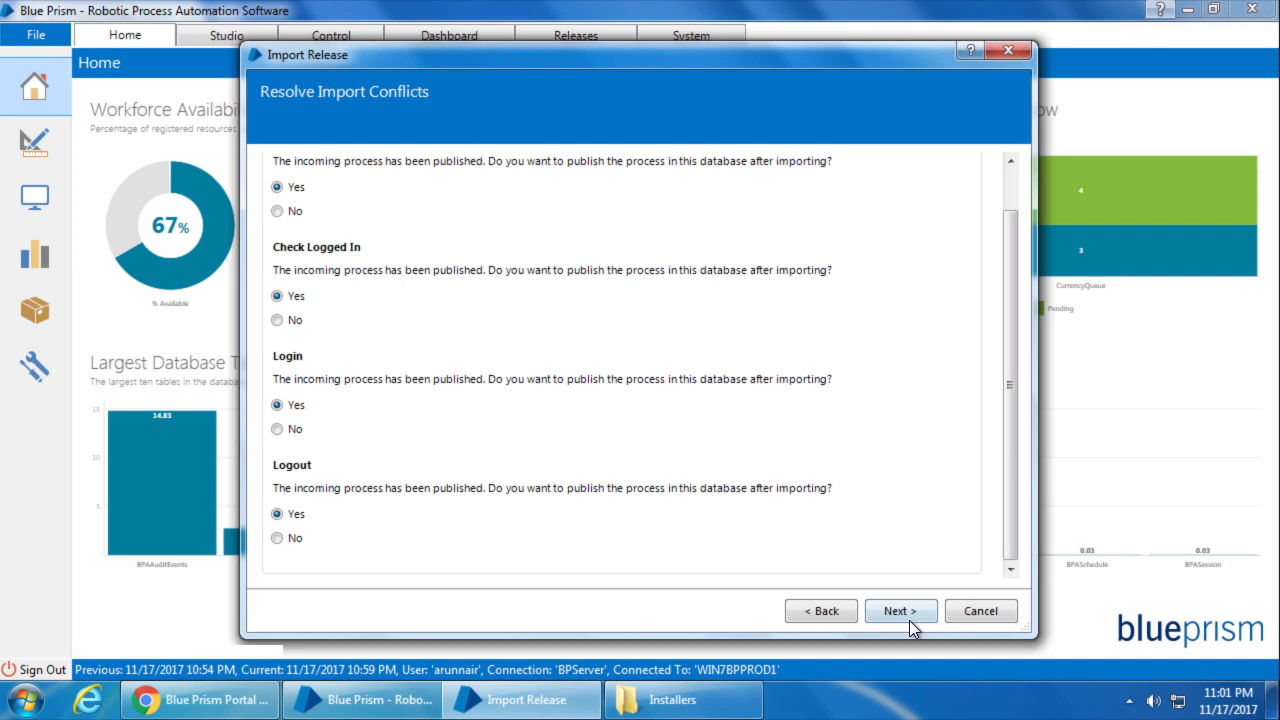 Blue Prism - Robotic Process Automation Software
File
Home
Studio
Control
Dashboard
Releases
System
Home
Import Release
Resolve Import Conflicts
Workforce Availabi
Percentage of registered resources
67%
% Available
Largest Database T
The largest ten tables in the databa
15
10
5
14.83
BPAAuditEvents
The incoming process has been published. Do you want to publish the process in this database after importing?
Yes
No
Check Logged In
The incoming process has been published. Do you want to publish the process in this database after importing?
Yes
No
Login
The incoming process has been published. Do you want to publish the process in this database after importing?
Yes
No
Logout
The incoming process has been published. Do you want to publish the process in this database after importing?
Yes
No
< Back
Next >
Cancel
ow
4
3
CurrencyQueue
Pending
0.03
0.03
BPASchedule
BPASession
blueprism
Sign Out
Previous: 11/17/2017 10:54 PM, Current: 11/17/2017 10:59 PM, User: 'arunnair', Connection: 'BPServer', Connected To: 'WIN7BPPROD1'
Blue Prism Portal ...
Blue Prism - Robo...
Import Release
Installers
11:01 PM
11/17/2017